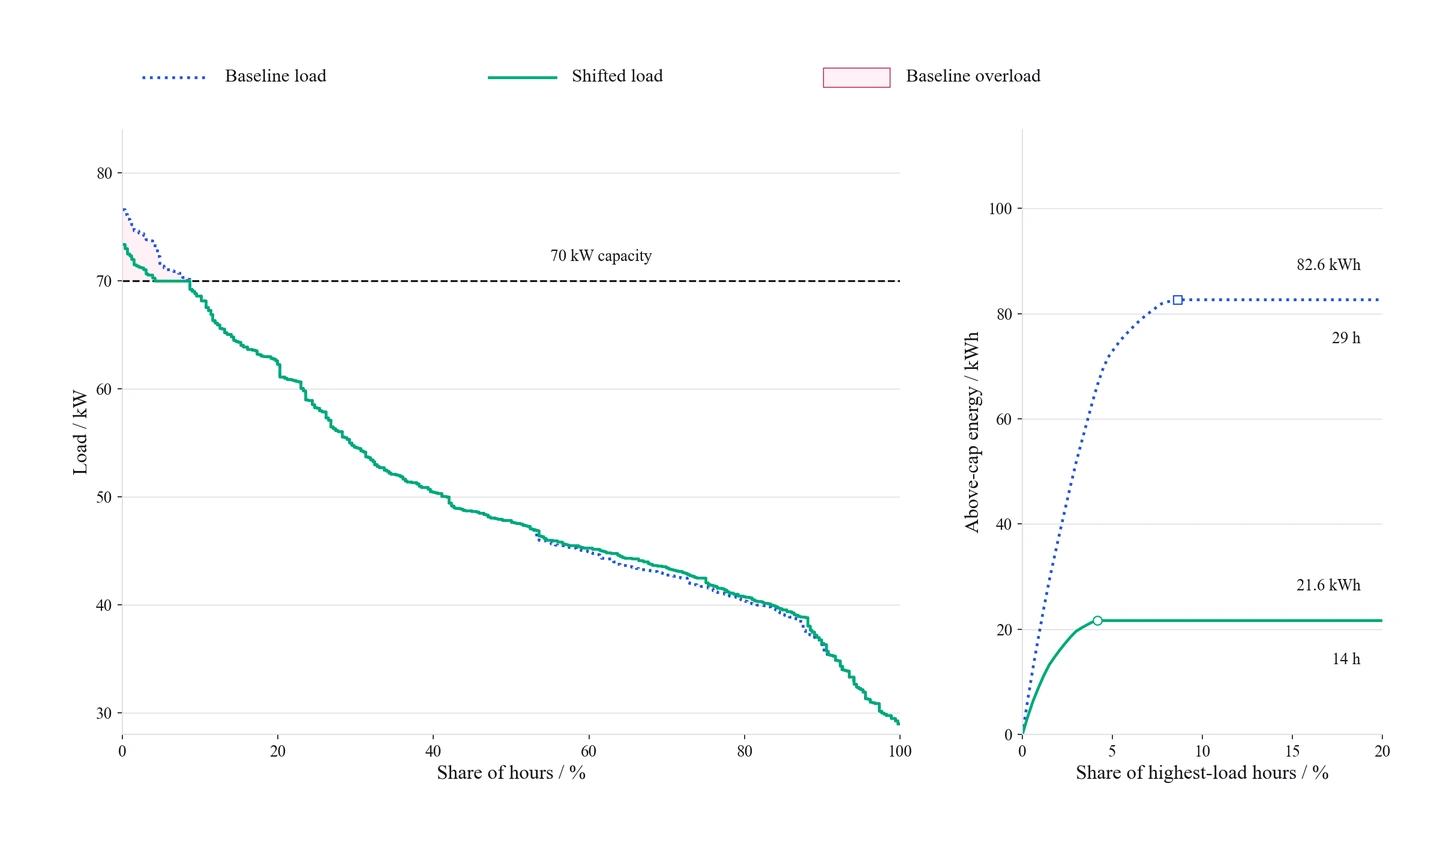 Baseline load
Shifted load
Baseline overload
80
70
60
50
40
30
0
20
40
60
80
100
Load / kW
Share of hours / %
70 kW capacity
100
80
60
40
20
0
0
5
10
15
20
Above-cap energy / kWh
Share of highest-load hours / %
82.6 kWh
29 h
21.6 kWh
14 h